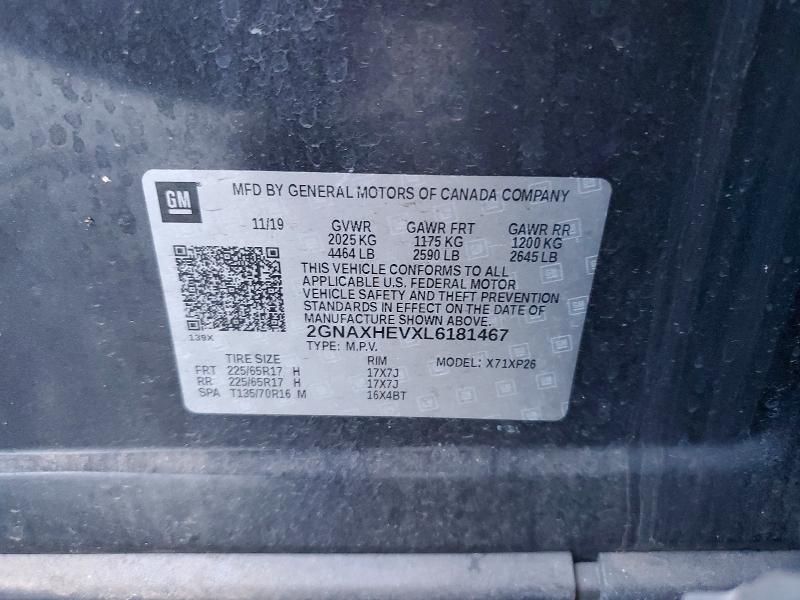 GM
MFD BY GENERAL MOTORS OF CANADA COMPANY
11/19 GVWR GAWR FRT GAWR RR
2025 KG 1175 KG 1200 KG
4464 LB 2590 LB 2645 LB
THIS VEHICLE CONFORMS TO ALL
APPLICABLE U.S. FEDERAL MOTOR
VEHICLE SAFETY AND THEFT PREVENTION
STANDARDS IN EFFECT ON THE DATE OF
MANUFACTURE SHOWN ABOVE.
139X
2GNAXHEVXL6181467
TYPE: M.P.V.
TIRE SIZE RIM MODEL: X71XP26
FRT 225/65R17 H 17X7J
RR 225/65R17 H 17X7J
SPA T135/70R16 M 16X4BT